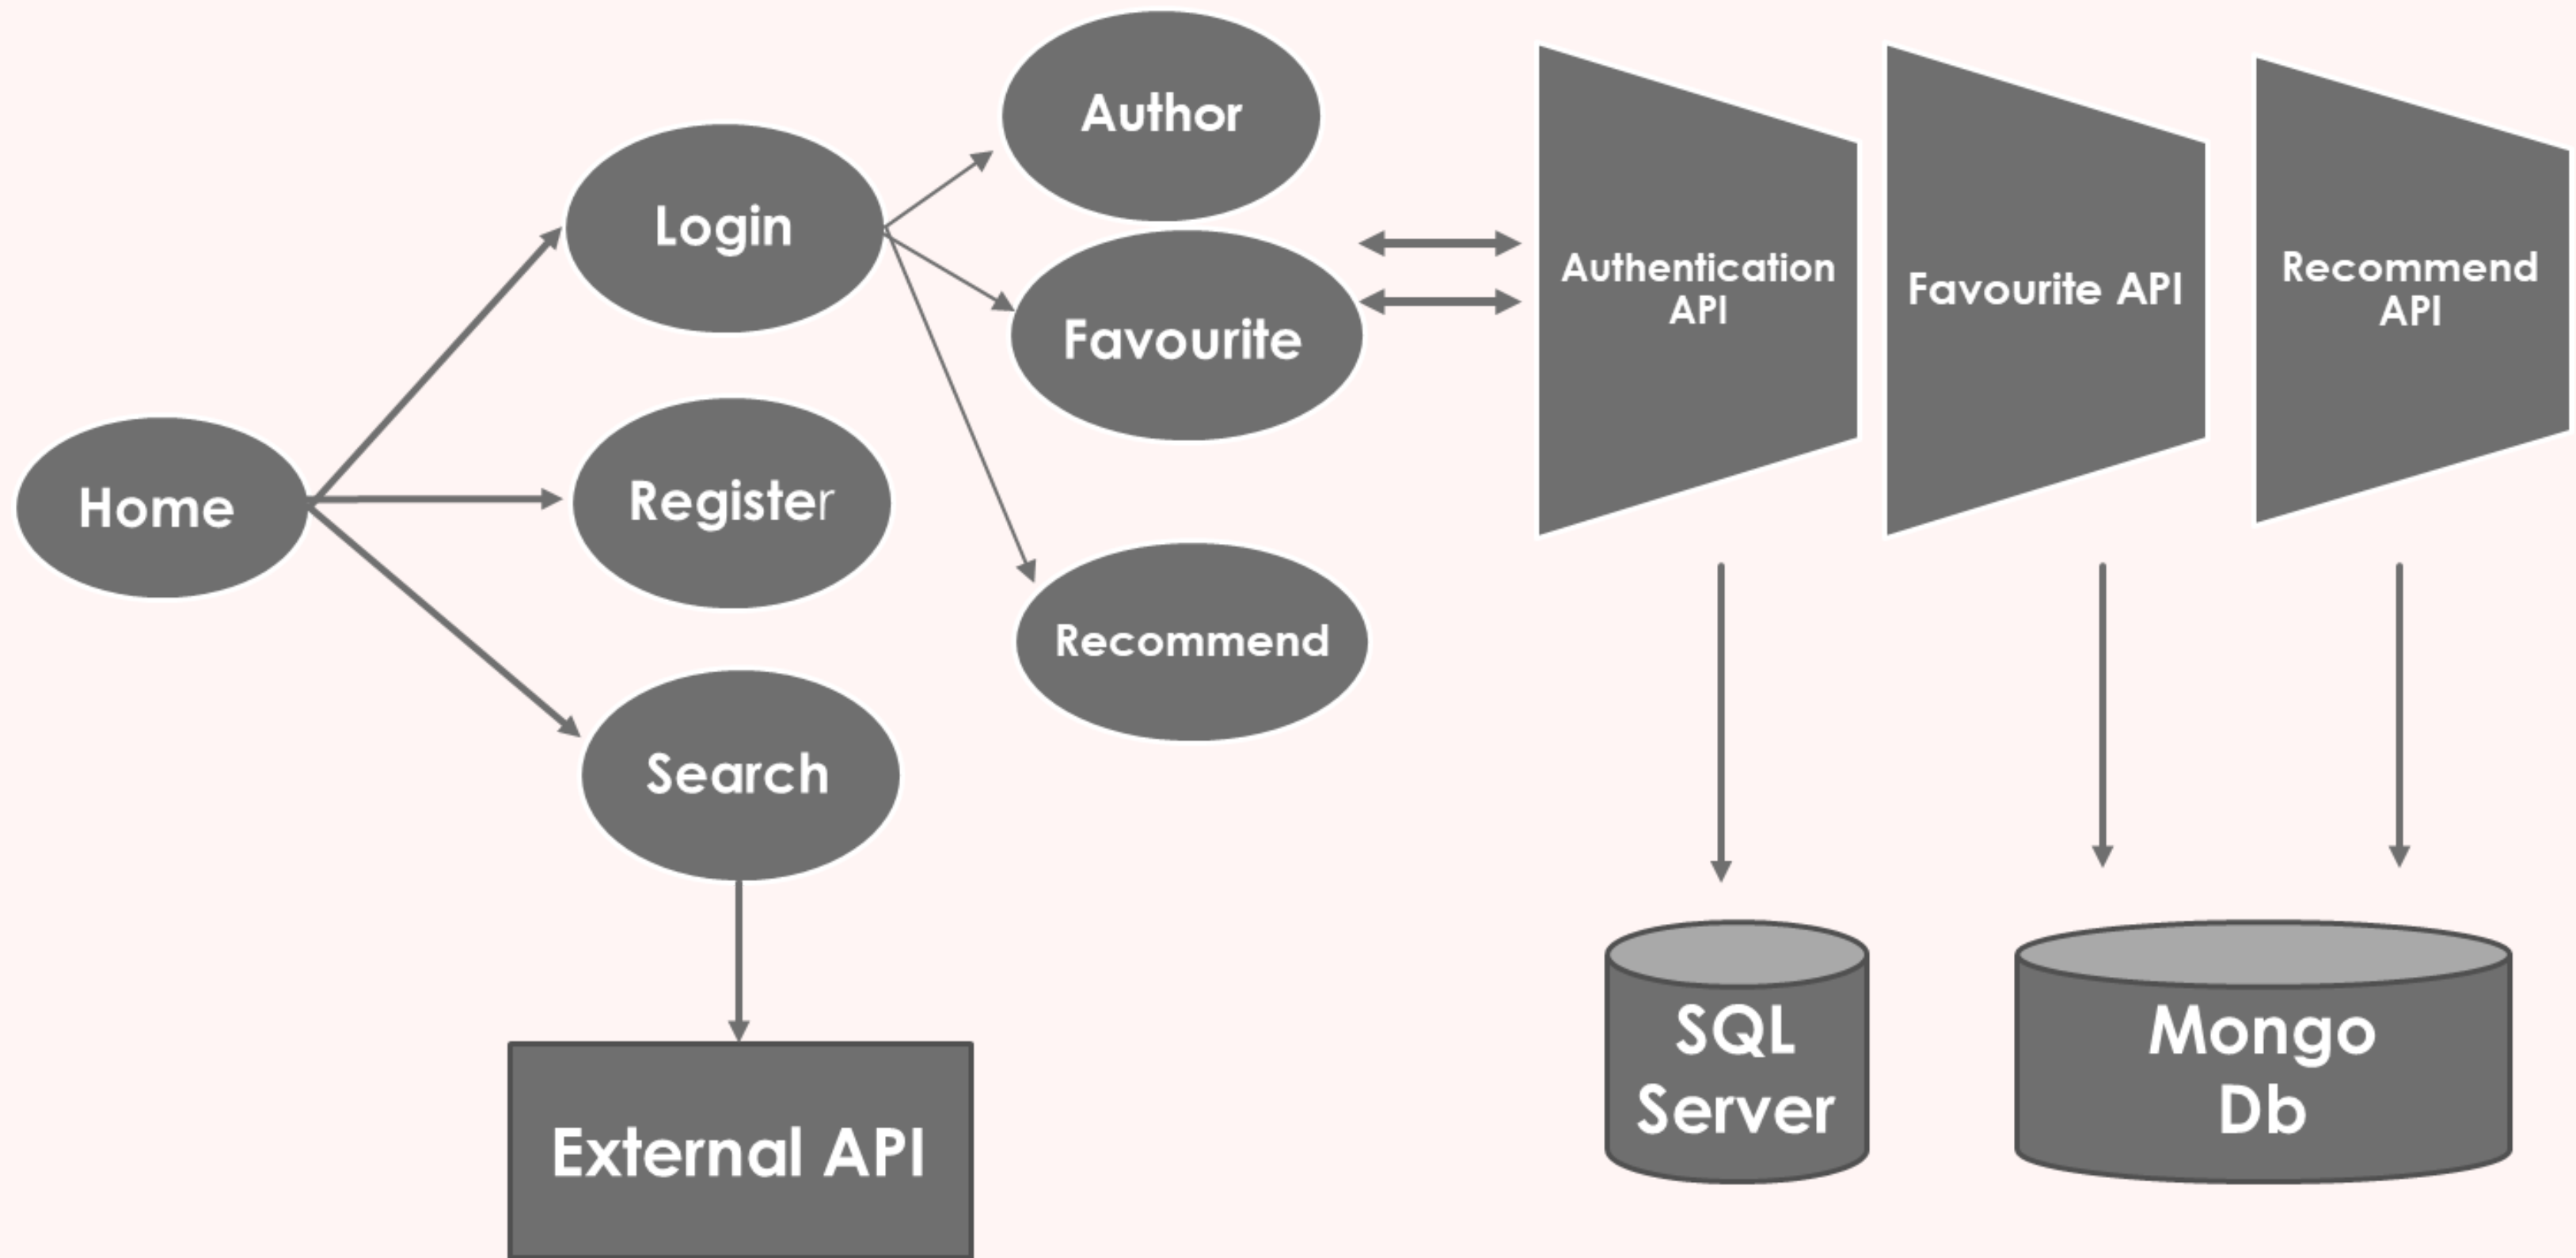 Author
Login
Authentication
API
Favourite API
Recommend
API
Favourite
Home
Register
Recommend
Search
SQL
Server
Mongo
Db
External API